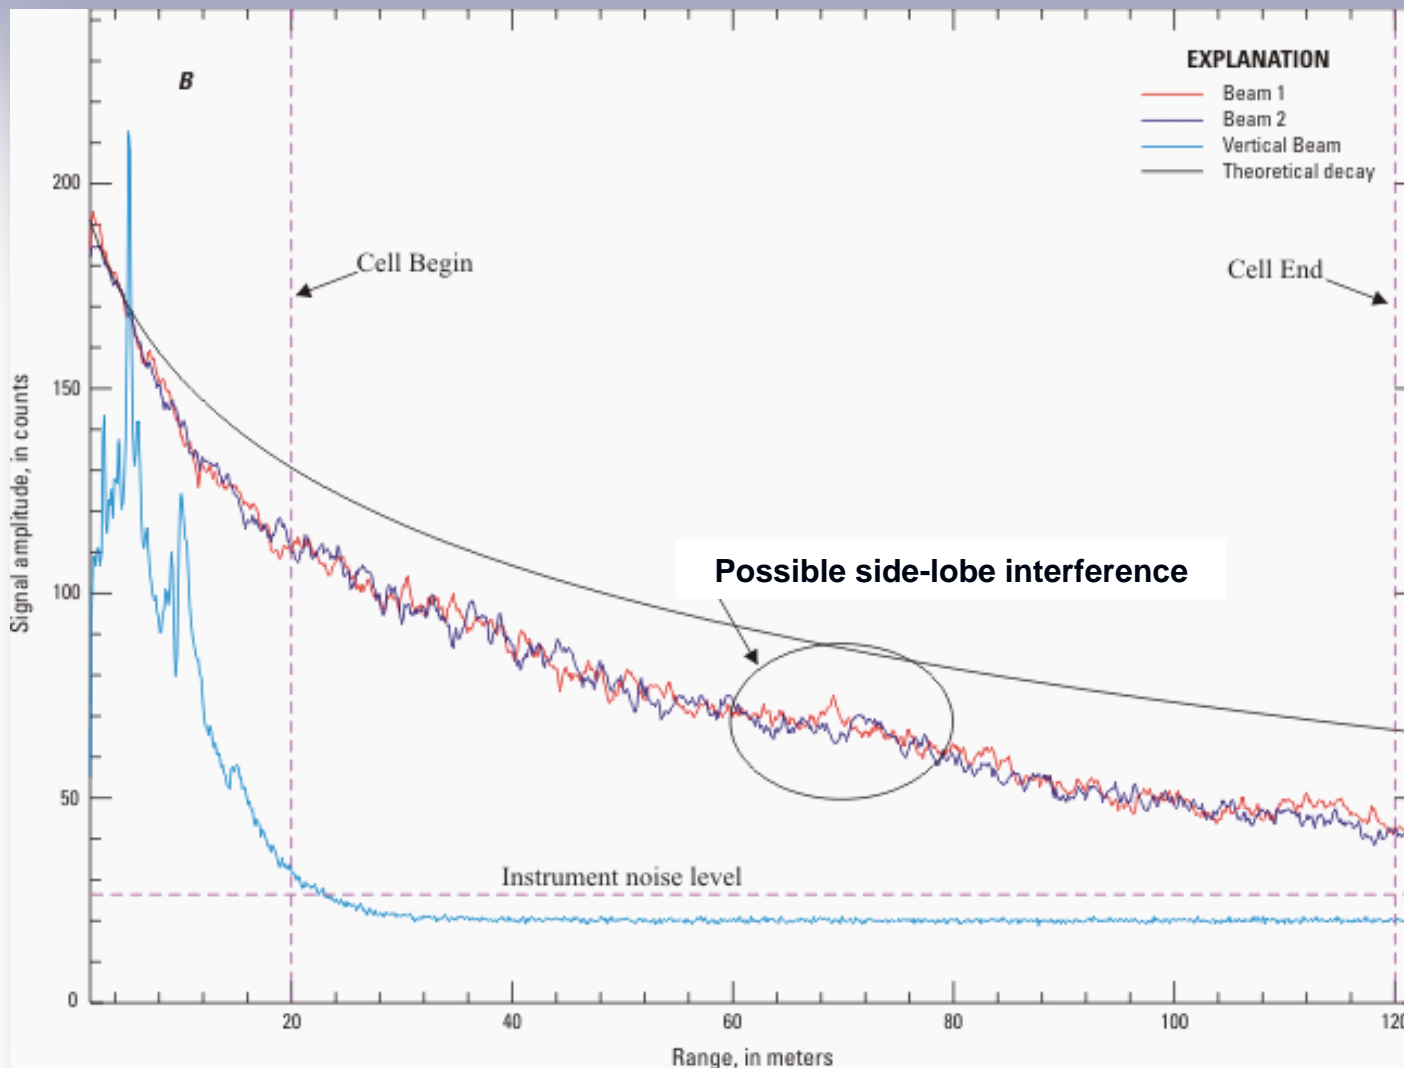 B
EXPLANATION
Beam 1
Beam 2
Vertical Beam
Theoretical decay
Cell Begin
Cell End
Possible side-lobe interference
Instrument noise level
Signal amplitude, in counts
200
150
100
50
0
20 40 60 80 100 120
Range, in meters